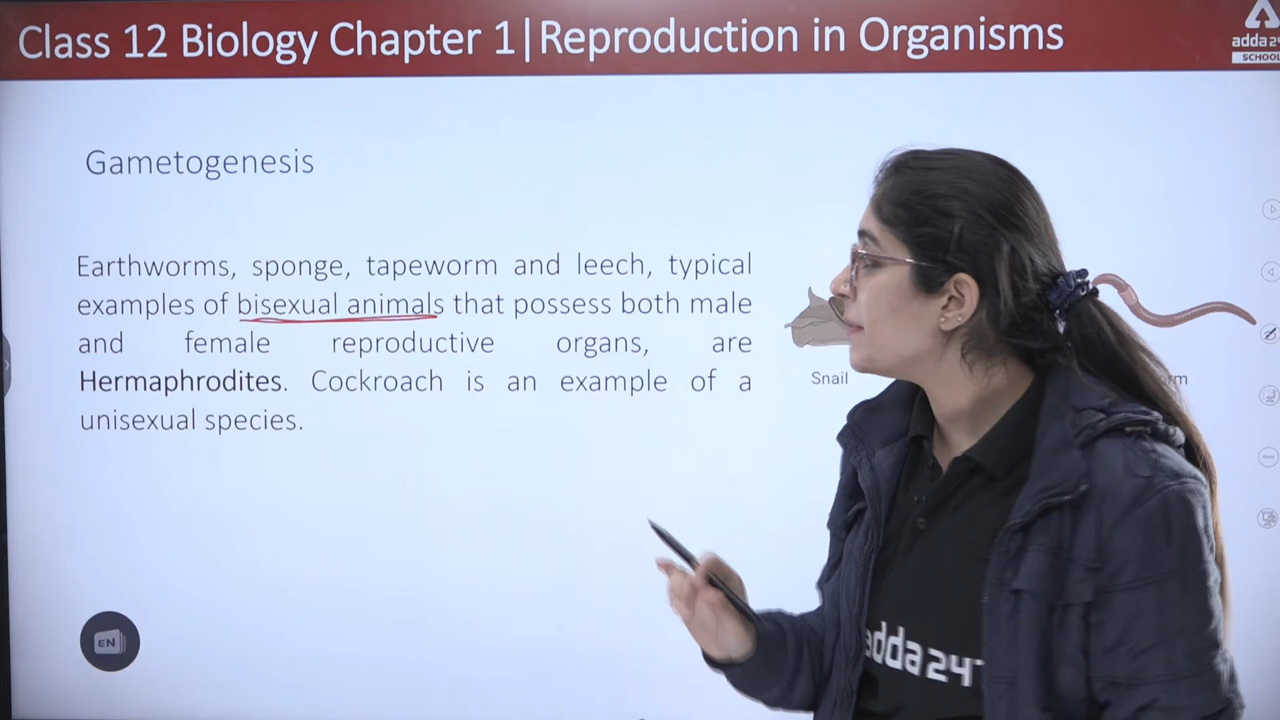 Class 12 Biology Chapter 1|Reproduction in Organisms
SCHOOL
Gametogenesis
Earthworms, sponge, tapeworm and leech, typical
examples of bisexual animals that possess both male
and female reproductive organs, are
Hermaphrodites. Cockroach is an example of a
unisexual species.
Snail
EN
adda247